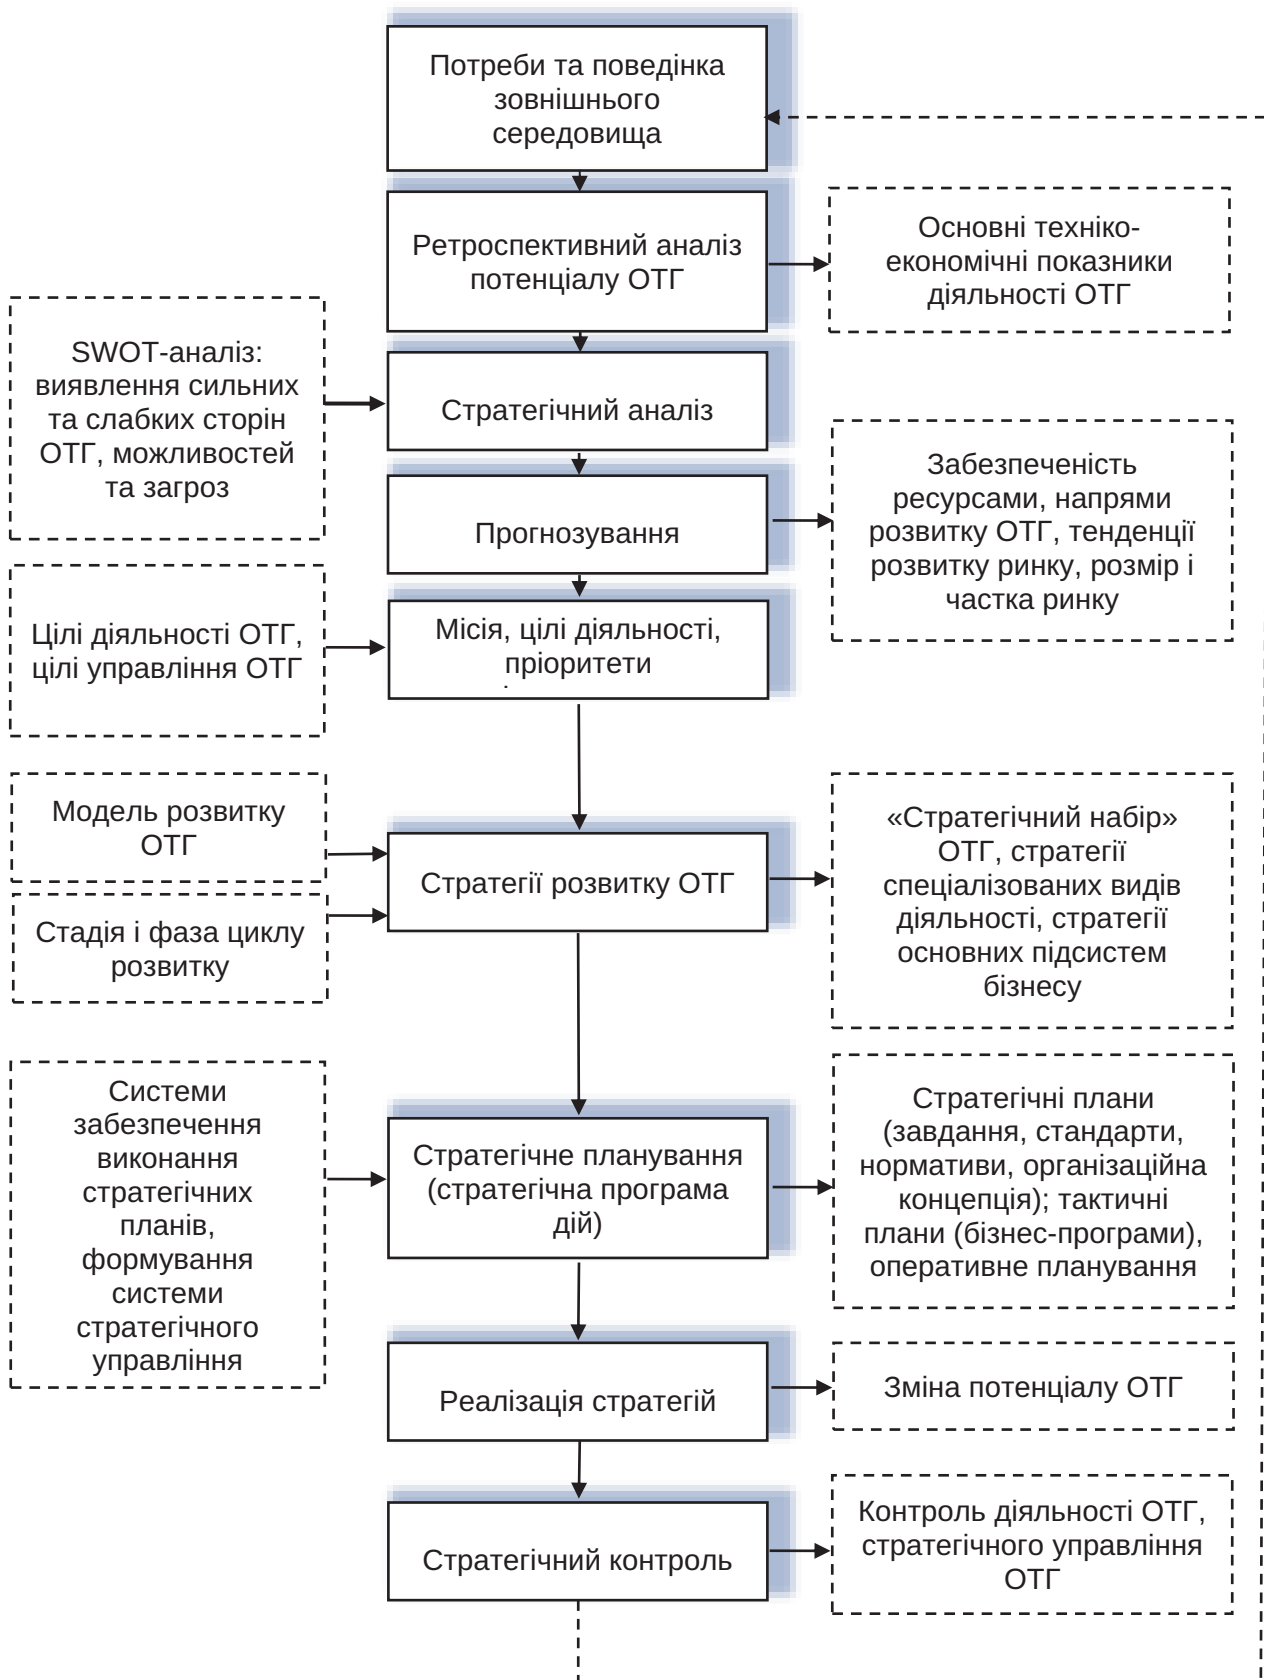 Потреби та поведінка
зовнішнього
середовища
Ретроспективний аналіз
потенціалу ОТГ
Основні техніко-
економічні показники
діяльності ОТГ
SWOT-аналіз:
виявлення сильних
та слабких сторін
ОТГ, можливостей
та загроз
Стратегічний аналіз
Прогнозування
Забезпеченість
ресурсами, напрями
розвитку ОТГ, тенденції
розвитку ринку, розмір і
частка ринку
Цілі діяльності ОТГ,
цілі управління ОТГ
Місія, цілі діяльності,
пріоритети
Модель розвитку
ОТГ
Стадія і фаза циклу
розвитку
Стратегії розвитку ОТГ
«Стратегічний набір»
ОТГ, стратегії
спеціалізованих видів
діяльності, стратегії
основних підсистем
бізнесу
Системи
забезпечення
виконання
стратегічних
планів,
формування
системи
стратегічного
управління
Стратегічне планування
(стратегічна програма
дій)
Стратегічні плани
(завдання, стандарти,
нормативи, організаційна
концепція); тактичні
плани (бізнес-програми),
оперативне планування
Реалізація стратегій
Зміна потенціалу ОТГ
Стратегічний контроль
Контроль діяльності ОТГ,
стратегічного управління
ОТГ